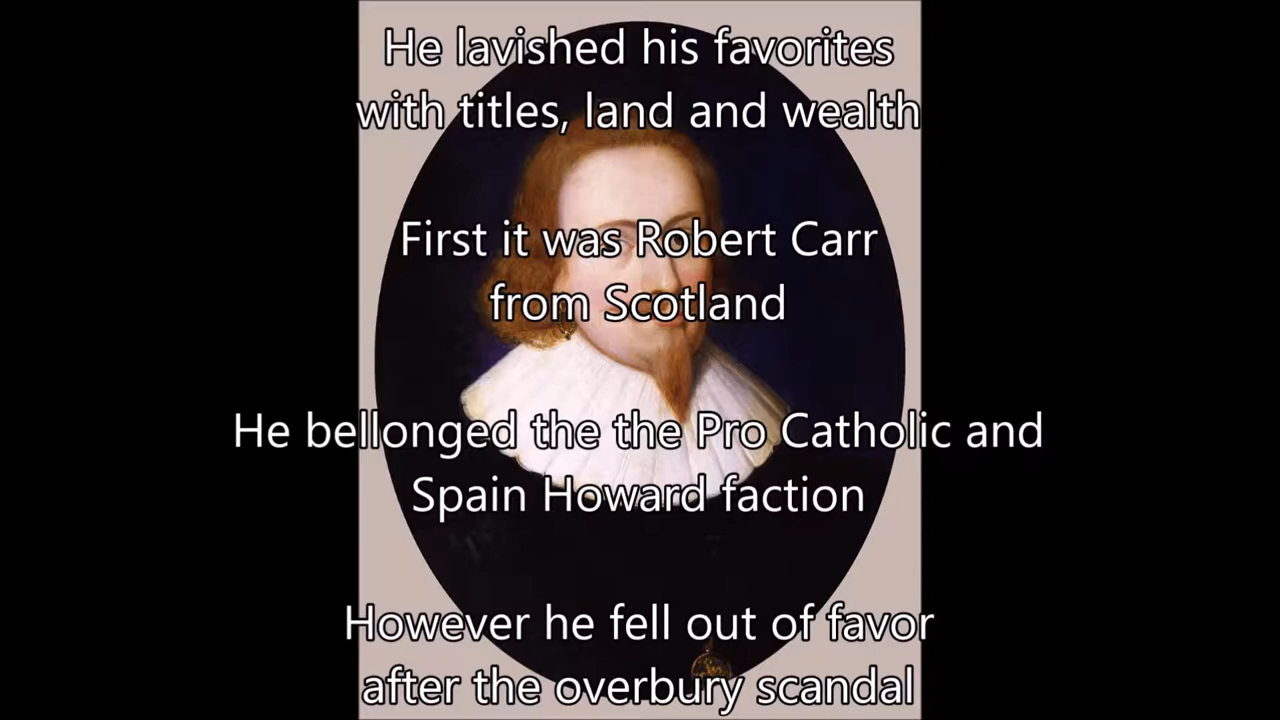 He lavished his favorites
with titles, land and wealth
First it was Robert Carr
from Scotland
He bellonged the the Pro Catholic and
Spain Howard faction
However he fell out of favor
after the overbury scandal